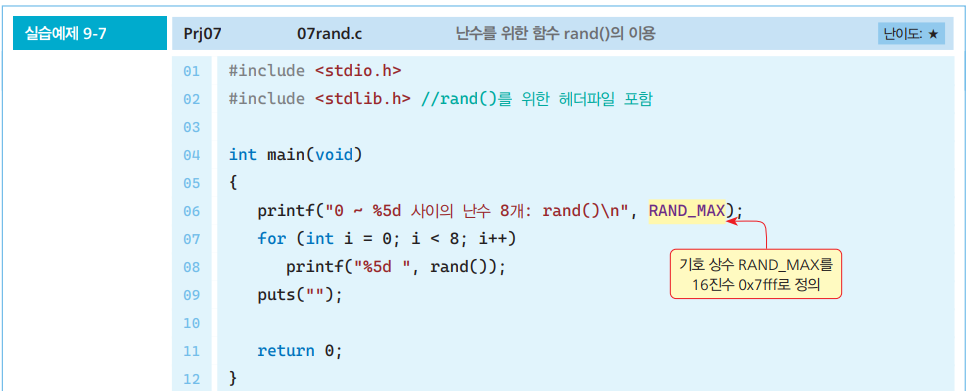 실습예제 9-7 Prj07 07rand.c 난수를 위한 함수 rand()의 이용 난이도: ★
01 #include <stdio.h>
02 #include <stdlib.h> //rand()를 위한 헤더파일 포함
03
04 int main(void)
05 {
06 printf("0 ~ %5d 사이의 난수 8개: rand()\n", RAND_MAX);
07 for (int i = 0; i < 8; i++)
08 printf("%5d ", rand());
09 puts("");
10
11 return 0;
12 }
기호 상수 RAND_MAX를
16진수 0x7fff로 정의